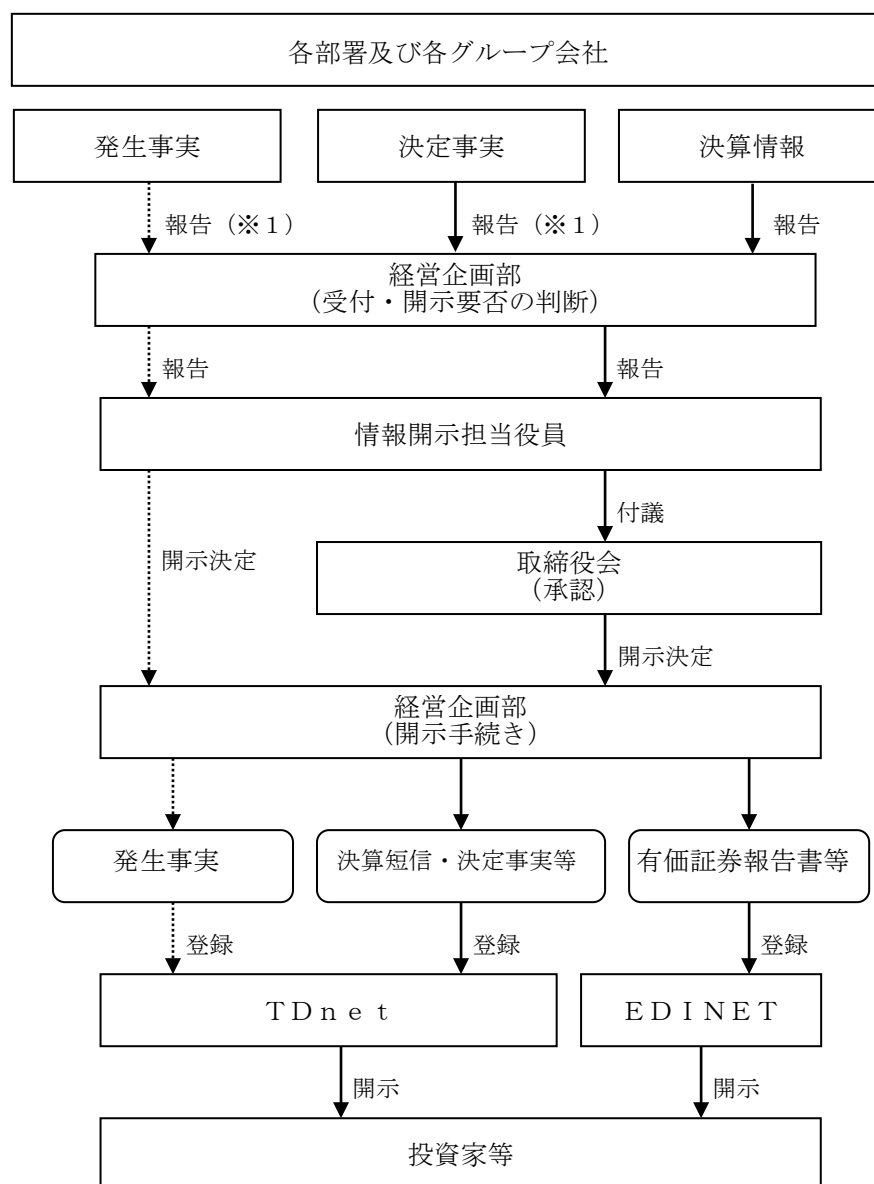 各部署及び各グループ会社
発生事実
決定事実
決算情報
報告（※１）
報告（※１）
報告
経営企画部
（受付・開示要否の判断）
報告
報告
情報開示担当役員
付議
開示決定
取締役会
（承認）
開示決定
経営企画部
（開示手続き）
発生事実
決算短信・決定事実等
有価証券報告書等
登録
登録
登録
ＴＤｎｅｔ
ＥＤＩＮＥＴ
開示
開示
投資家等